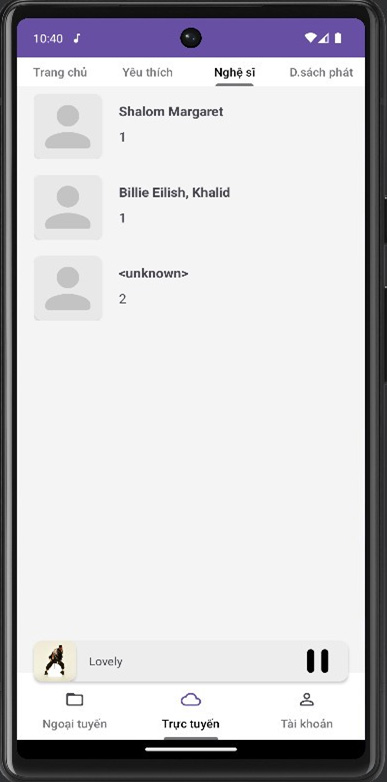 10:40
Trang chủ Yêu thích Nghệ sĩ D.sách phát
Shalom Margaret
1
Billie Eilish, Khalid
1
<unknown>
2
Lovely
Ngoại tuyến Trực tuyến Tài khoản